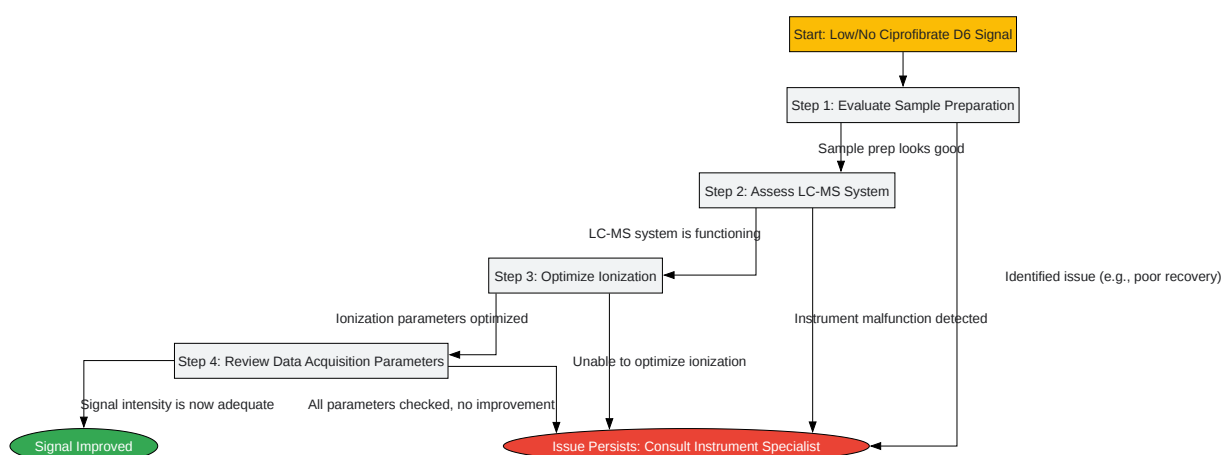 Start: Low/No Ciprofibrate D6 Signal
Step 1: Evaluate Sample Preparation
Sample prep looks good
Step 2: Assess LC-MS System
LC-MS system is functioning
Step 3: Optimize Ionization
Identified issue (e.g., poor recovery)
Ionization parameters optimized
Instrument malfunction detected
Step 4: Review Data Acquisition Parameters
Unable to optimize ionization
Signal intensity is now adequate
All parameters checked, no improvement
Signal Improved
Issue Persists: Consult Instrument Specialist